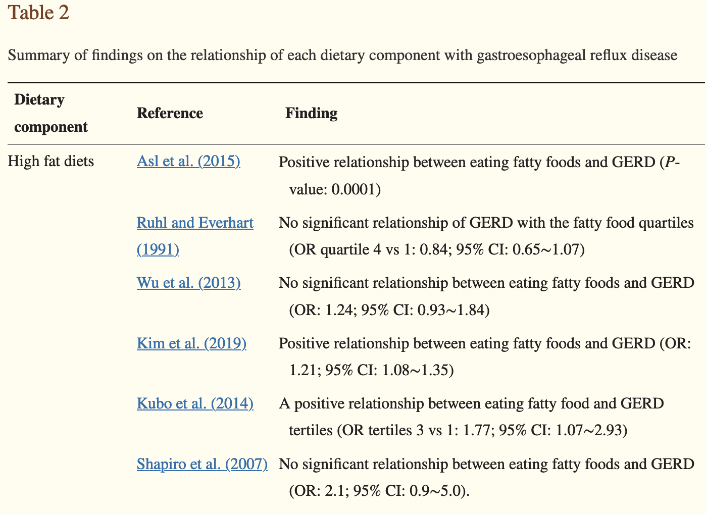 Table 2
Summary of findings on the relationship of each dietary component with gastroesophageal reflux disease
Dietary component Reference Finding
High fat diets Asl et al. (2015) Positive relationship between eating fatty foods and GERD (P-
value: 0.0001)
Ruhl and Everhart No significant relationship of GERD with the fatty food quartiles
(1991) (OR quartile 4 vs 1: 0.84; 95% CI: 0.65~1.07)
Wu et al. (2013) No significant relationship between eating fatty foods and GERD
(OR: 1.24; 95% CI: 0.93~1.84)
Kim et al. (2019) Positive relationship between eating fatty foods and GERD (OR:
1.21; 95% CI: 1.08~1.35)
Kubo et al. (2014) A positive relationship between eating fatty food and GERD
tertiles (OR tertiles 3 vs 1: 1.77; 95% CI: 1.07~2.93)
Shapiro et al. (2007) No significant relationship between eating fatty foods and GERD
(OR: 2.1; 95% CI: 0.9~5.0).